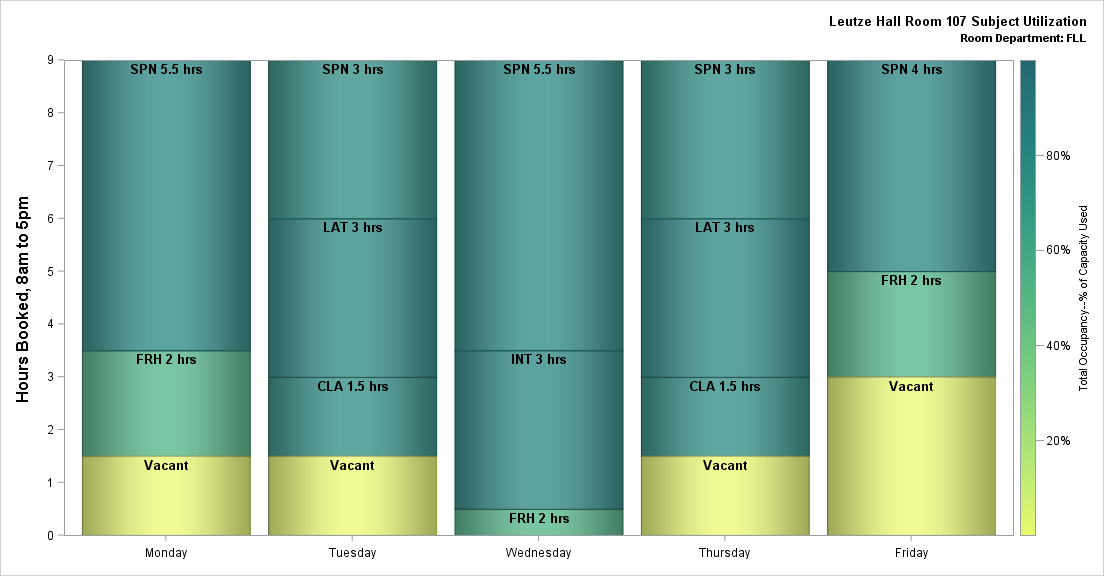 Leutze Hall Room 107 Subject Utilization
Room Department: FLL
Hours Booked, 8am to 5pm
9
8
7
6
5
4
3
2
1
0
SPN 5.5 hrs
FRH 2 hrs
Vacant
Monday
SPN 3 hrs
LAT 3 hrs
CLA 1.5 hrs
Vacant
Tuesday
SPN 5.5 hrs
INT 3 hrs
FRH 2 hrs
Wednesday
SPN 3 hrs
LAT 3 hrs
CLA 1.5 hrs
Vacant
Thursday
SPN 4 hrs
FRH 2 hrs
Vacant
Friday
80%
60%
40%
20%
Total Occupancy--% of Capacity Used